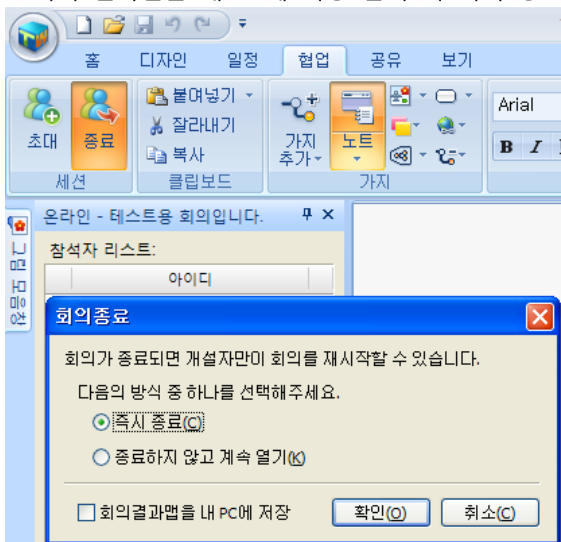 홈 디자인 일정 협업 공유 보기
초대 종료 붙여넣기 잘라내기 복사 가지 추가 노트 Arial
B I
세션 클립보드 가지
온라인 - 테스트용 회의입니다.
그림 모음
참석자 리스트:
아이디
회의종료
회의가 종료되면 개설자만이 회의를 재시작할 수 있습니다.
다음의 방식 중 하나를 선택해주세요.
즉시 종료(C)
종료하지 않고 계속 열기(K)
회의결과맵을 내 PC에 저장 확인(O) 취소(C)